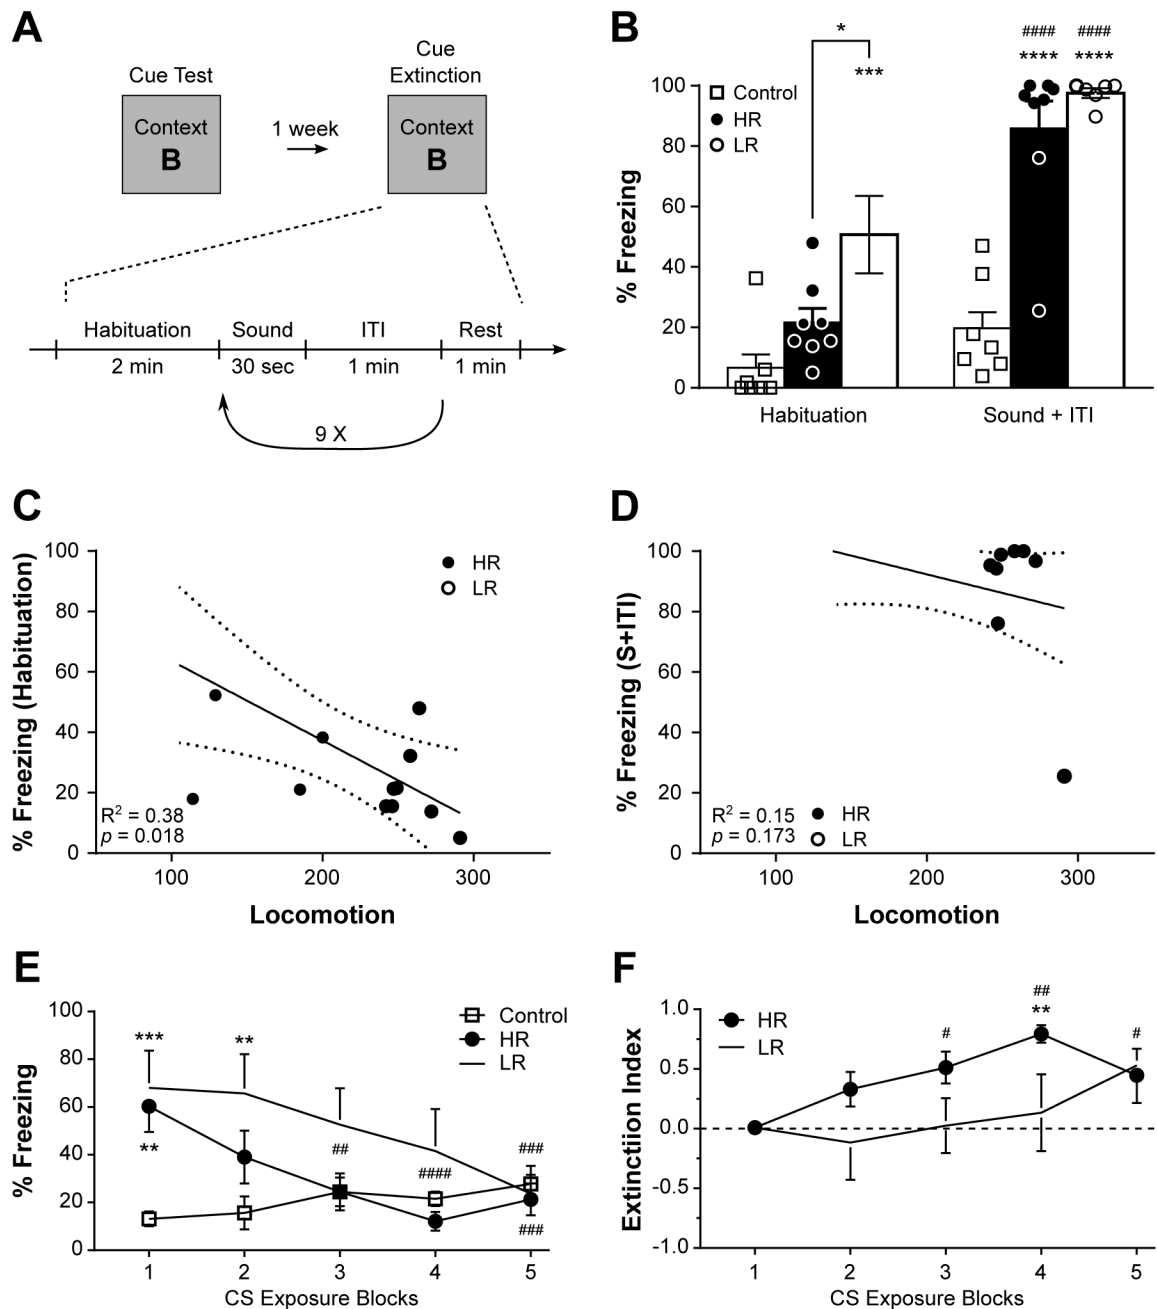 A
Cue Test
Cue
Extinction
Context
B
1 week
Context
B
Habituation
Sound
ITI
Rest
2 min
30 sec
1 min
1 min
9 X
B
*
***
####
####
****
****
Control
HR
LR
% Freezing
100
80
60
40
20
0
Habituation
Sound + ITI
C
% Freezing (Habituation)
100
80
60
40
20
0
HR
LR
R² = 0.38
p = 0.018
100
200
300
Locomotion
D
% Freezing (S+ITI)
100
80
60
40
20
0
R² = 0.15
p = 0.173
HR
LR
100
200
300
Locomotion
E
% Freezing
100
80
60
40
20
0
***
**
**
##
####
###
###
Control
HR
LR
1
2
3
4
5
CS Exposure Blocks
F
Extinctiion Index
1.0
0.5
0.0
-0.5
-1.0
HR
LR
#
##
**
#
1
2
3
4
5
CS Exposure Blocks